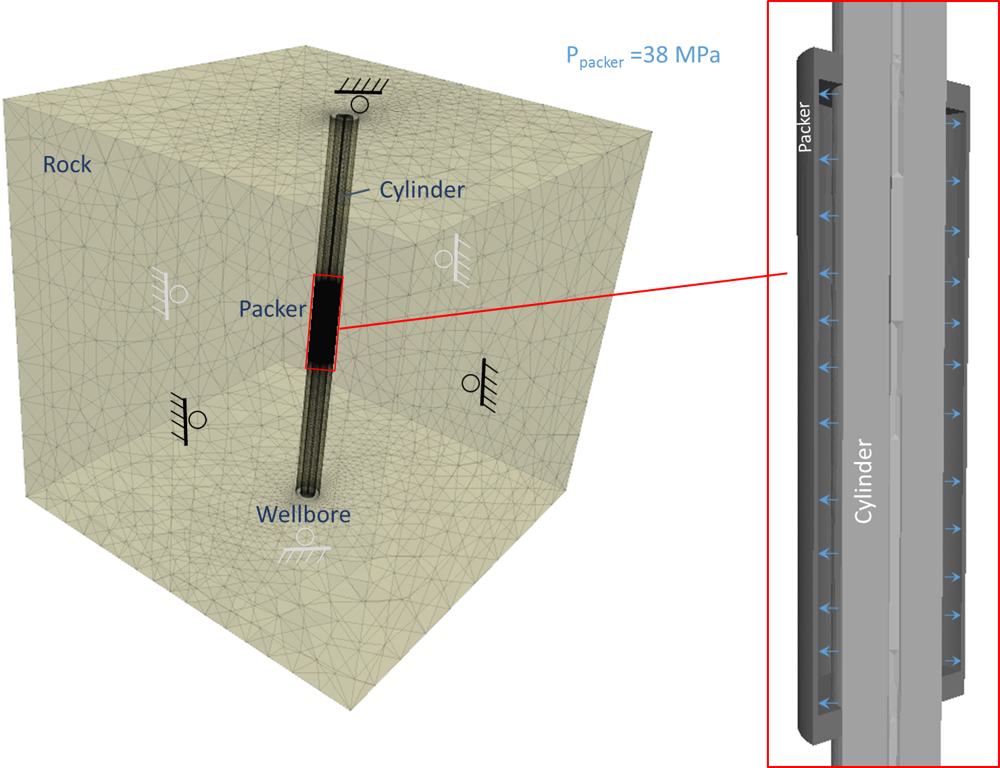 P_packer =38 MPa
Rock
Cylinder
Packer
Wellbore
Packer
Cylinder